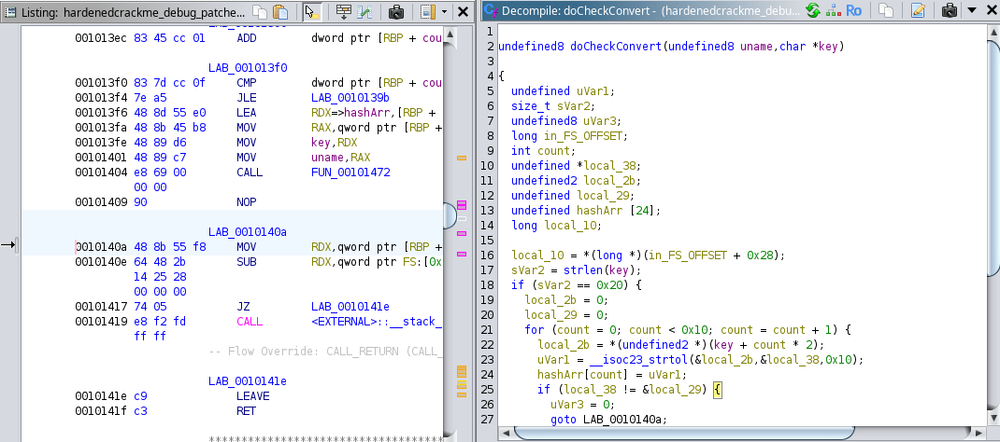 Listing: hardenedcrackme_debug_patche...
001013ec 83 45 cc 01 ADD dword ptr [RBP + cou
LAB_001013f0
001013f0 83 7d cc 0f CMP dword ptr [RBP + cou
001013f4 7e a5 JLE LAB_0010139b
001013f6 48 8d 55 e0 LEA RDX=>hashArr,[RBP +
001013fa 48 8b 45 b8 MOV RAX,qword ptr [RBP +
001013fe 48 89 d6 MOV key,RDX
00101401 48 89 c7 MOV uname,RAX
00101404 e8 69 00 CALL FUN_00101472
00 00
00101409 90 NOP
LAB_0010140a
0010140a 48 8b 55 f8 MOV RDX,qword ptr [RBP +
0010140e 64 48 2b SUB RDX,qword ptr FS:[0x
14 25 28
00 00 00
00101417 74 05 JZ LAB_0010141e
00101419 e8 f2 fd CALL <EXTERNAL>::__stack_
ff ff
-- Flow Override: CALL_RETURN (CALL_
LAB_0010141e
0010141e c9 LEAVE
0010141f c3 RET
************************************
Decompile: doCheckConvert - (hardenedcrackme_debu...
Ro
1
2 undefined8 doCheckConvert(undefined8 uname,char *key)
3
4 {
5 undefined uVar1;
6 size_t sVar2;
7 undefined8 uVar3;
8 long in_FS_OFFSET;
9 int count;
10 undefined *local_38;
11 undefined2 local_2b;
12 undefined local_29;
13 undefined hashArr [24];
14 long local_10;
15
16 local_10 = *(long *)(in_FS_OFFSET + 0x28);
17 sVar2 = strlen(key);
18 if (sVar2 == 0x20) {
19 local_2b = 0;
20 local_29 = 0;
21 for (count = 0; count < 0x10; count = count + 1) {
22 local_2b = *(undefined2 *)(key + count * 2);
23 uVar1 = __isoc23_strtol(&local_2b,&local_38,0x10);
24 hashArr[count] = uVar1;
25 if (local_38 != &local_29) {
26 uVar3 = 0;
27 goto LAB_0010140a;